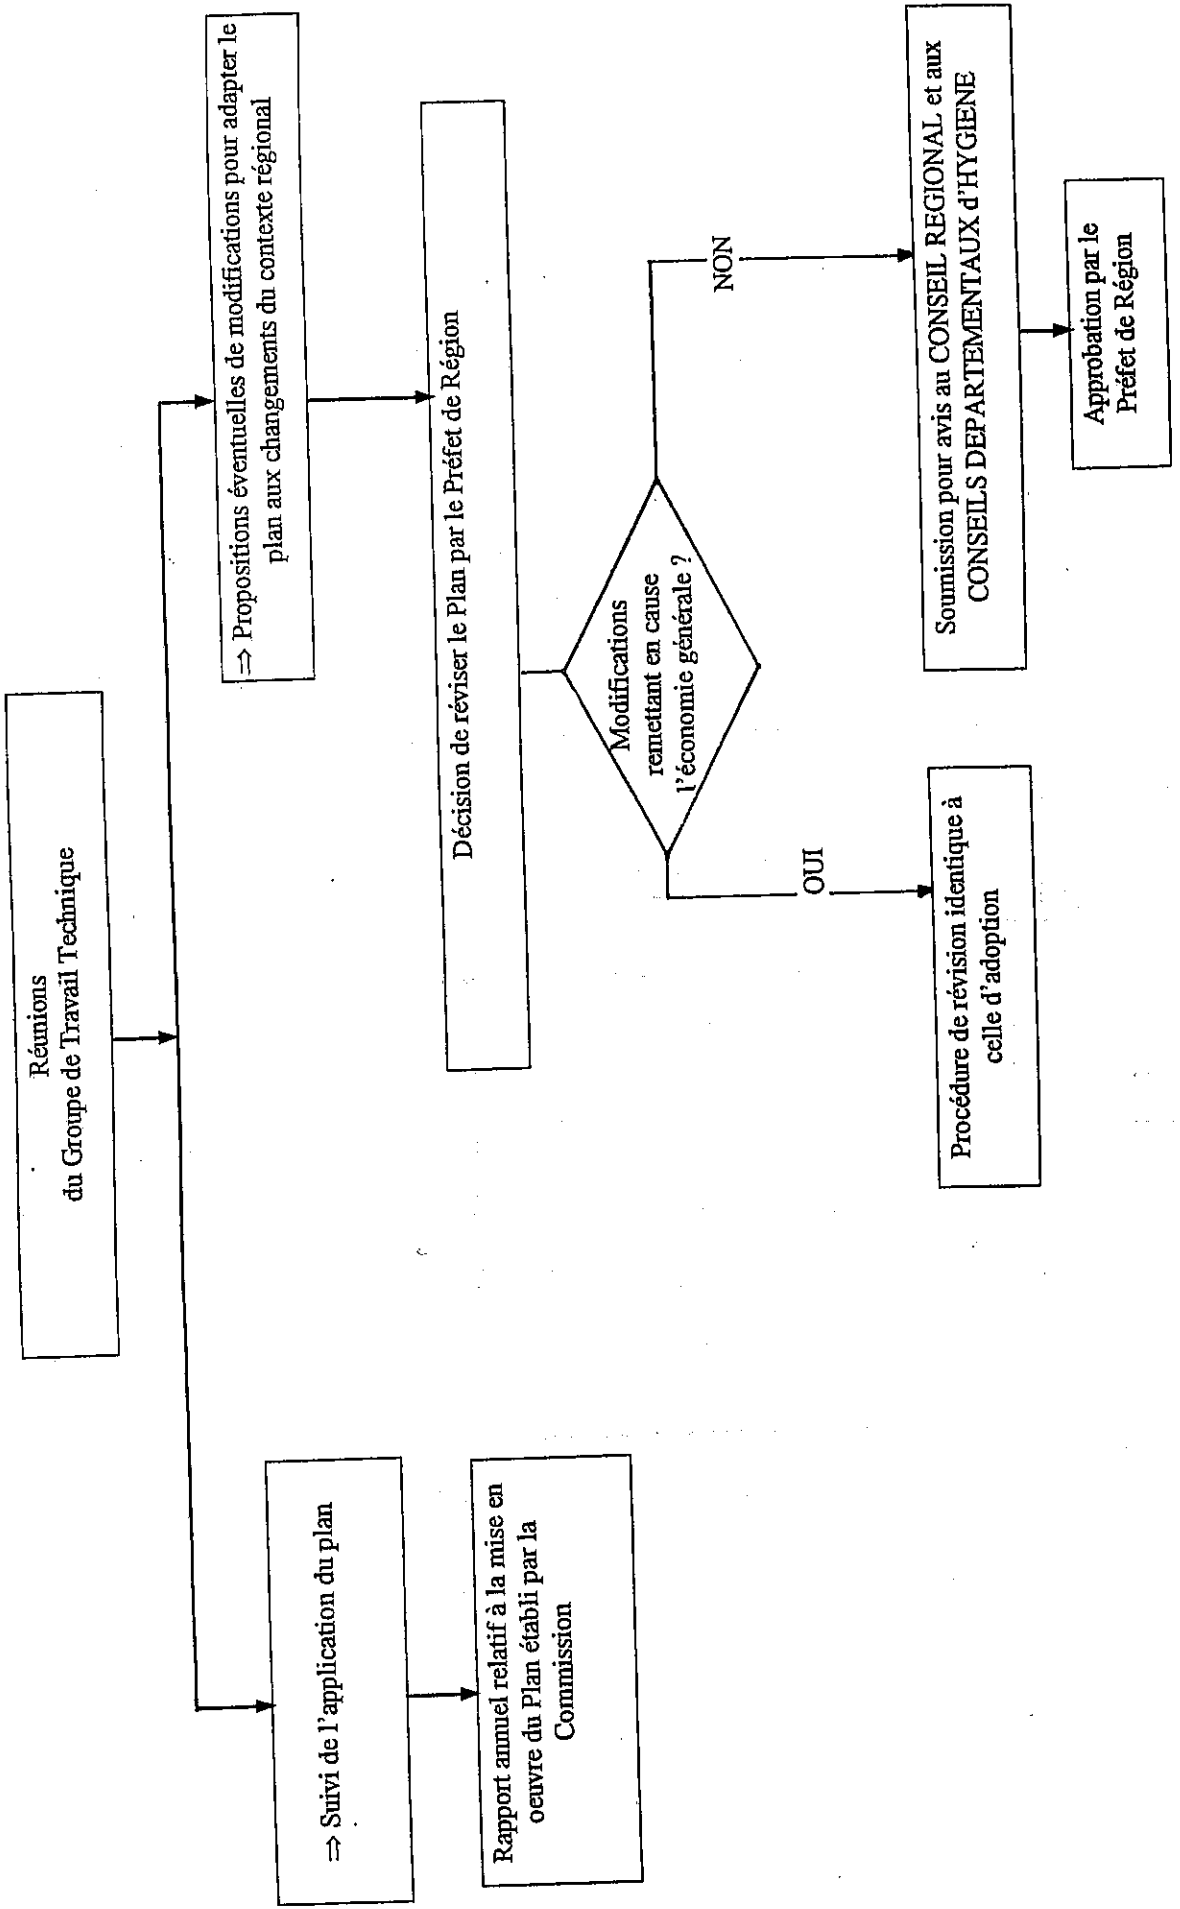 Réunions
du Groupe de Travail Technique
⇒ Suivi de l'application du plan
Rapport annuel relatif à la mise en
oeuvre du Plan établi par la
Commission
⇒ Propositions éventuelles de modifications pour adapter le
plan aux changements du contexte régional
Décision de réviser le Plan par le Préfet de Région
Modifications
remettant en cause
l'économie générale ?
OUI
NON
Procédure de révision identique à
celle d'adoption
Soumission pour avis au CONSEIL REGIONAL et aux
CONSEILS DEPARTEMENTAUX d'HYGIENE
Approbation par le
Préfet de Région